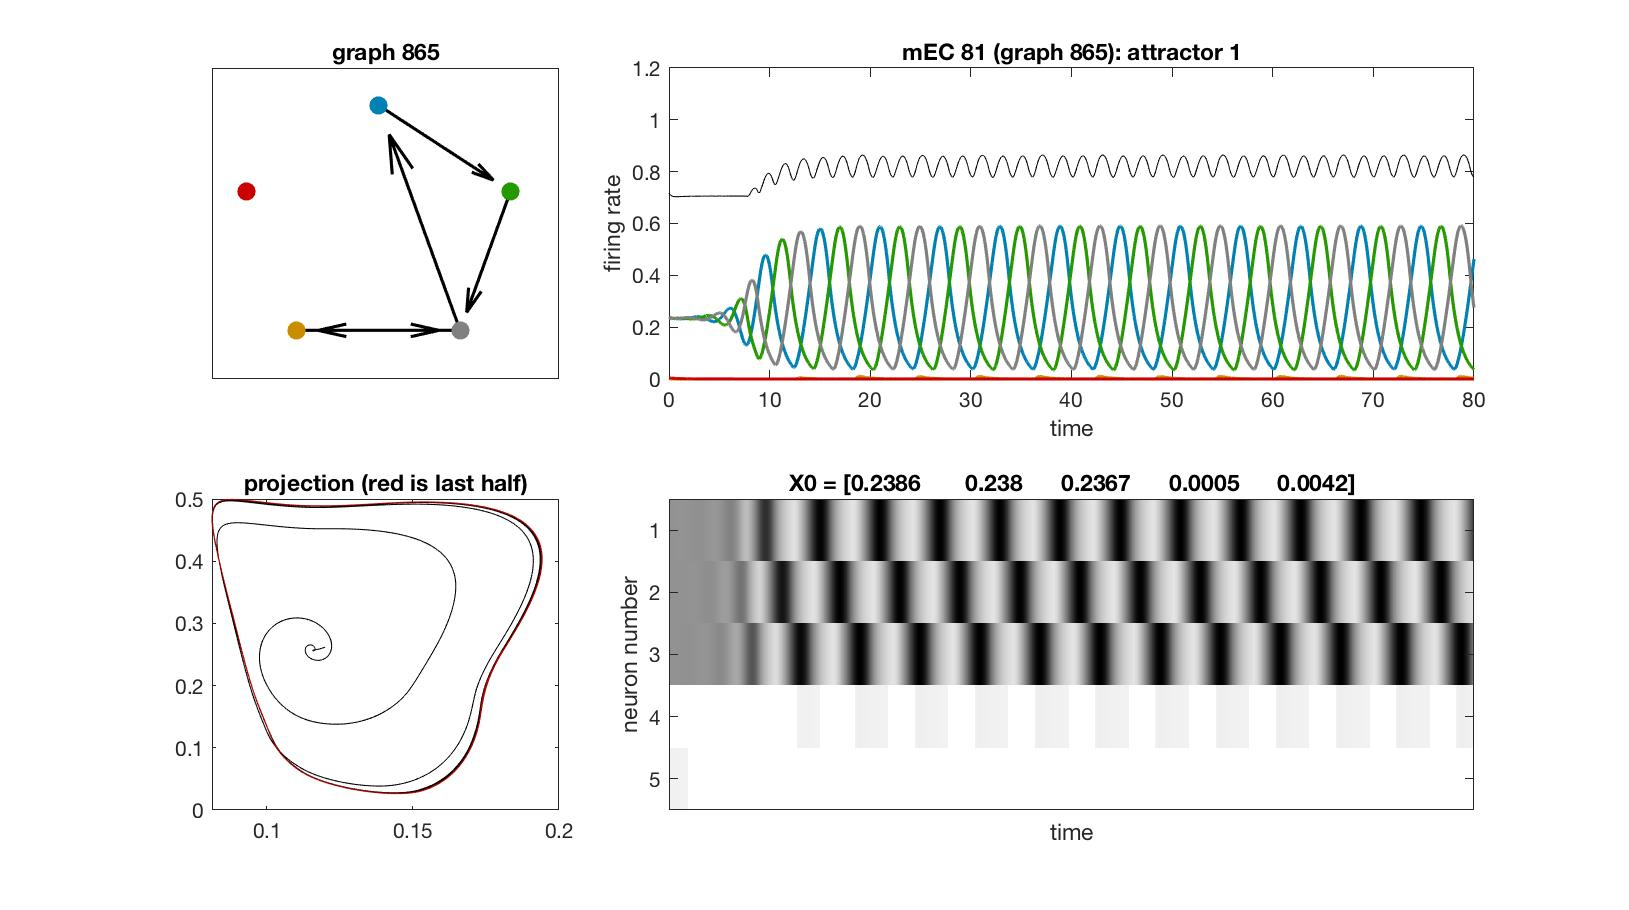 graph 865
mEC 81 (graph 865): attractor 1
1.2
1
0.8
0.6
0.4
0.2
0
firing rate
0 10 20 30 40 50 60 70 80
time
projection (red is last half)
0.5
0.4
0.3
0.2
0.1
0
0.1 0.15 0.2
X0 = [0.2386 0.238 0.2367 0.0005 0.0042]
1
2
3
4
5
neuron number
time